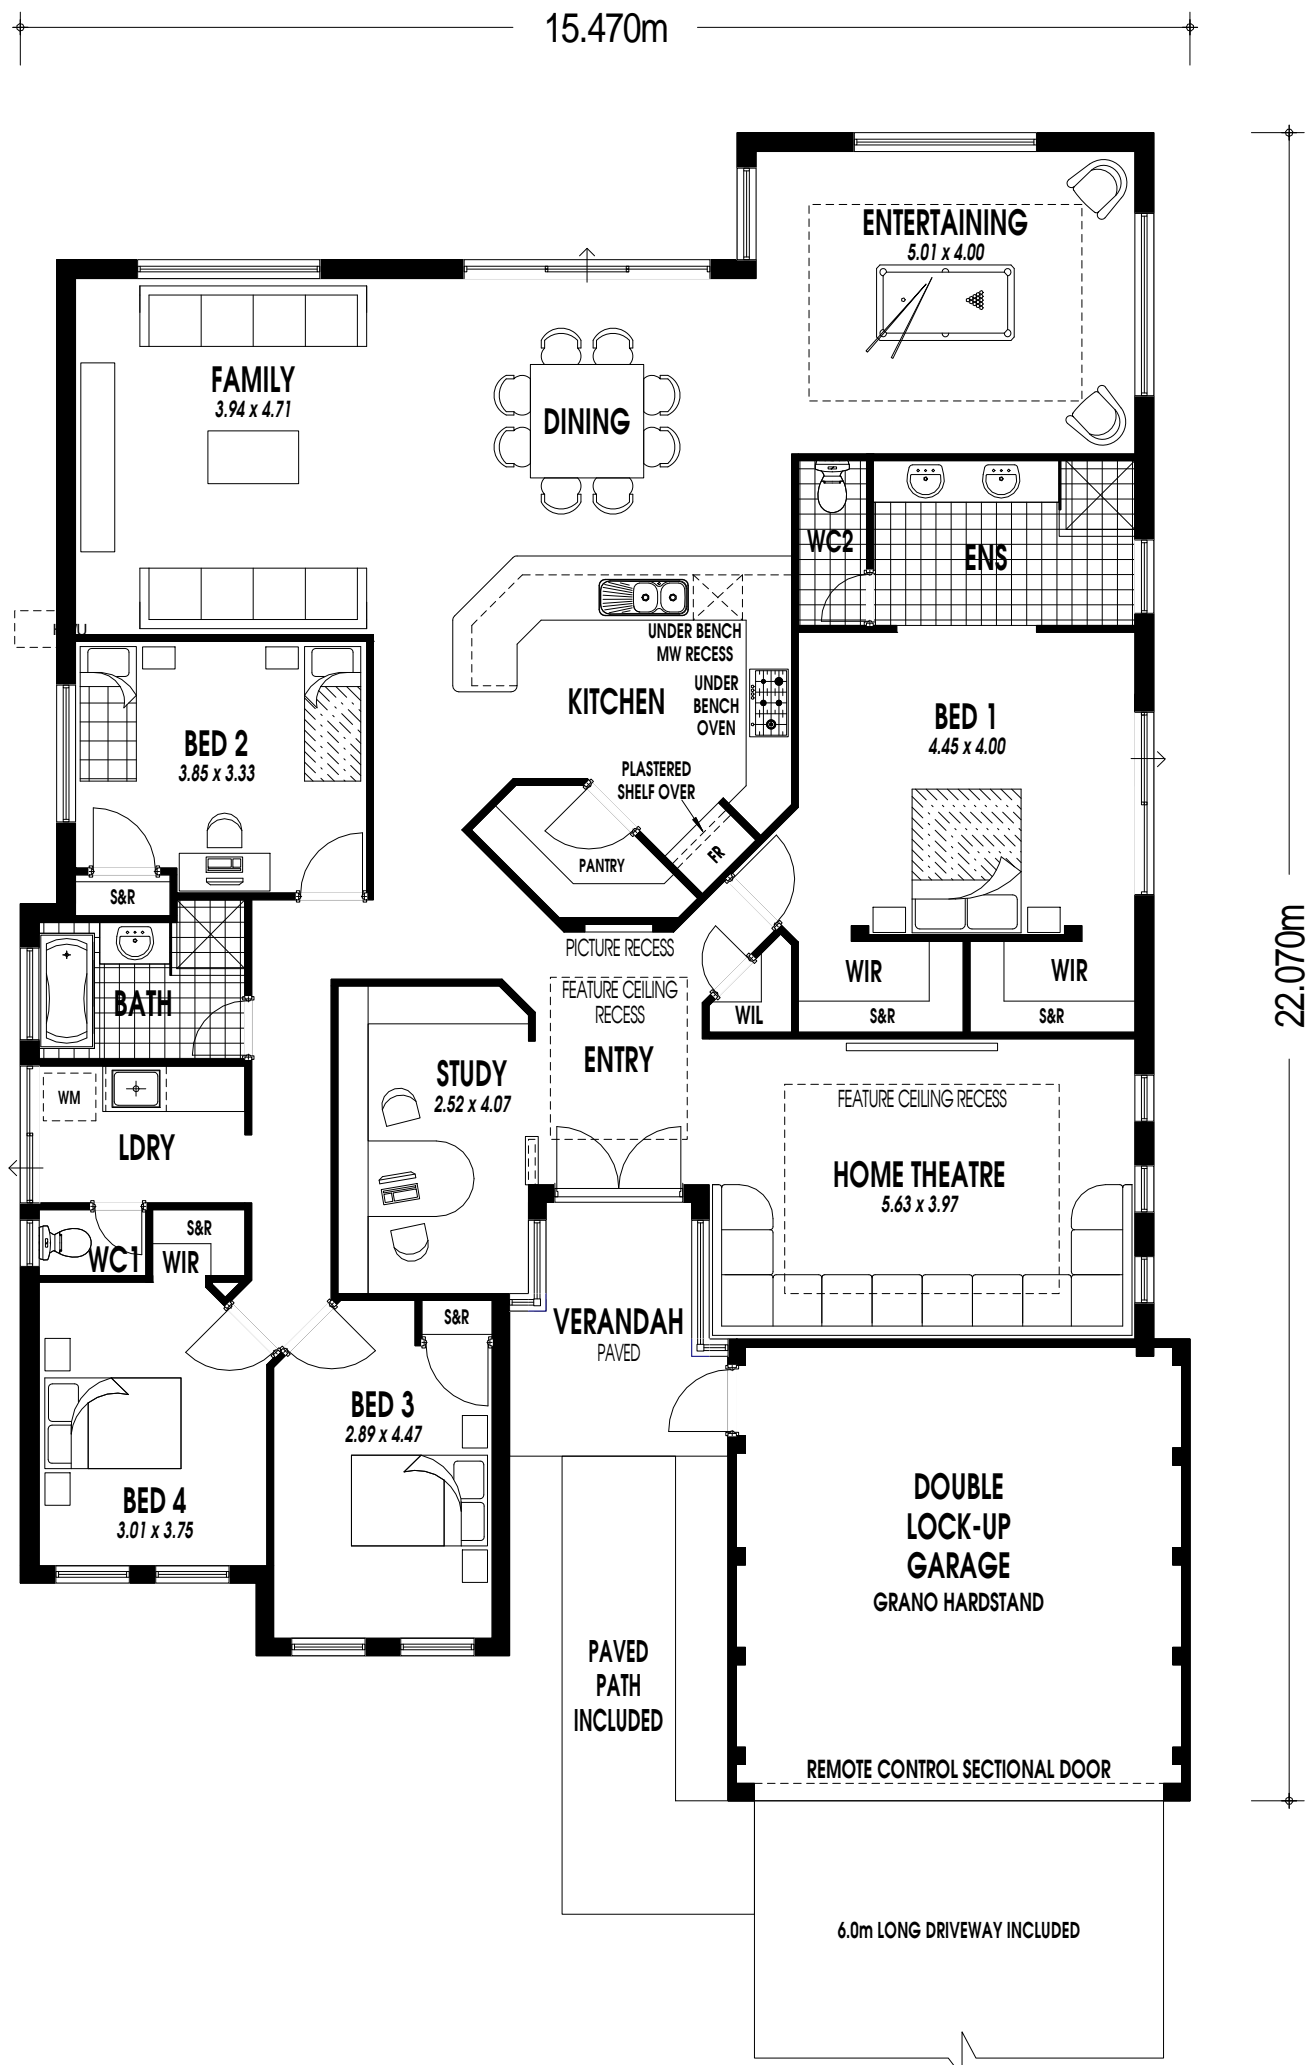 15.470m
ENTERTAINING
5.01 x 4.00
FAMILY
3.94 x 4.71
DINING
WC2
ENS
UNDER BENCH
MW RECESS
KITCHEN
UNDER
BENCH
OVEN
BED 1
4.45 x 4.00
BED 2
3.85 x 3.33
PLASTERED
SHELF OVER
PANTRY
FR
S&R
PICTURE RECESS
FEATURE CEILING
RECESS
WIR
WIR
WIL
S&R
S&R
22.070m
BATH
ENTRY
STUDY
2.52 x 4.07
WM
LDRY
FEATURE CEILING RECESS
HOME THEATRE
5.63 x 3.97
S&R
WC1
WIR
S&R
VERANDAH
PAVED
BED 3
2.89 x 4.47
BED 4
3.01 x 3.75
DOUBLE
LOCK-UP
GARAGE
GRANO HARDSTAND
PAVED
PATH
INCLUDED
REMOTE CONTROL SECTIONAL DOOR
6.0m LONG DRIVEWAY INCLUDED